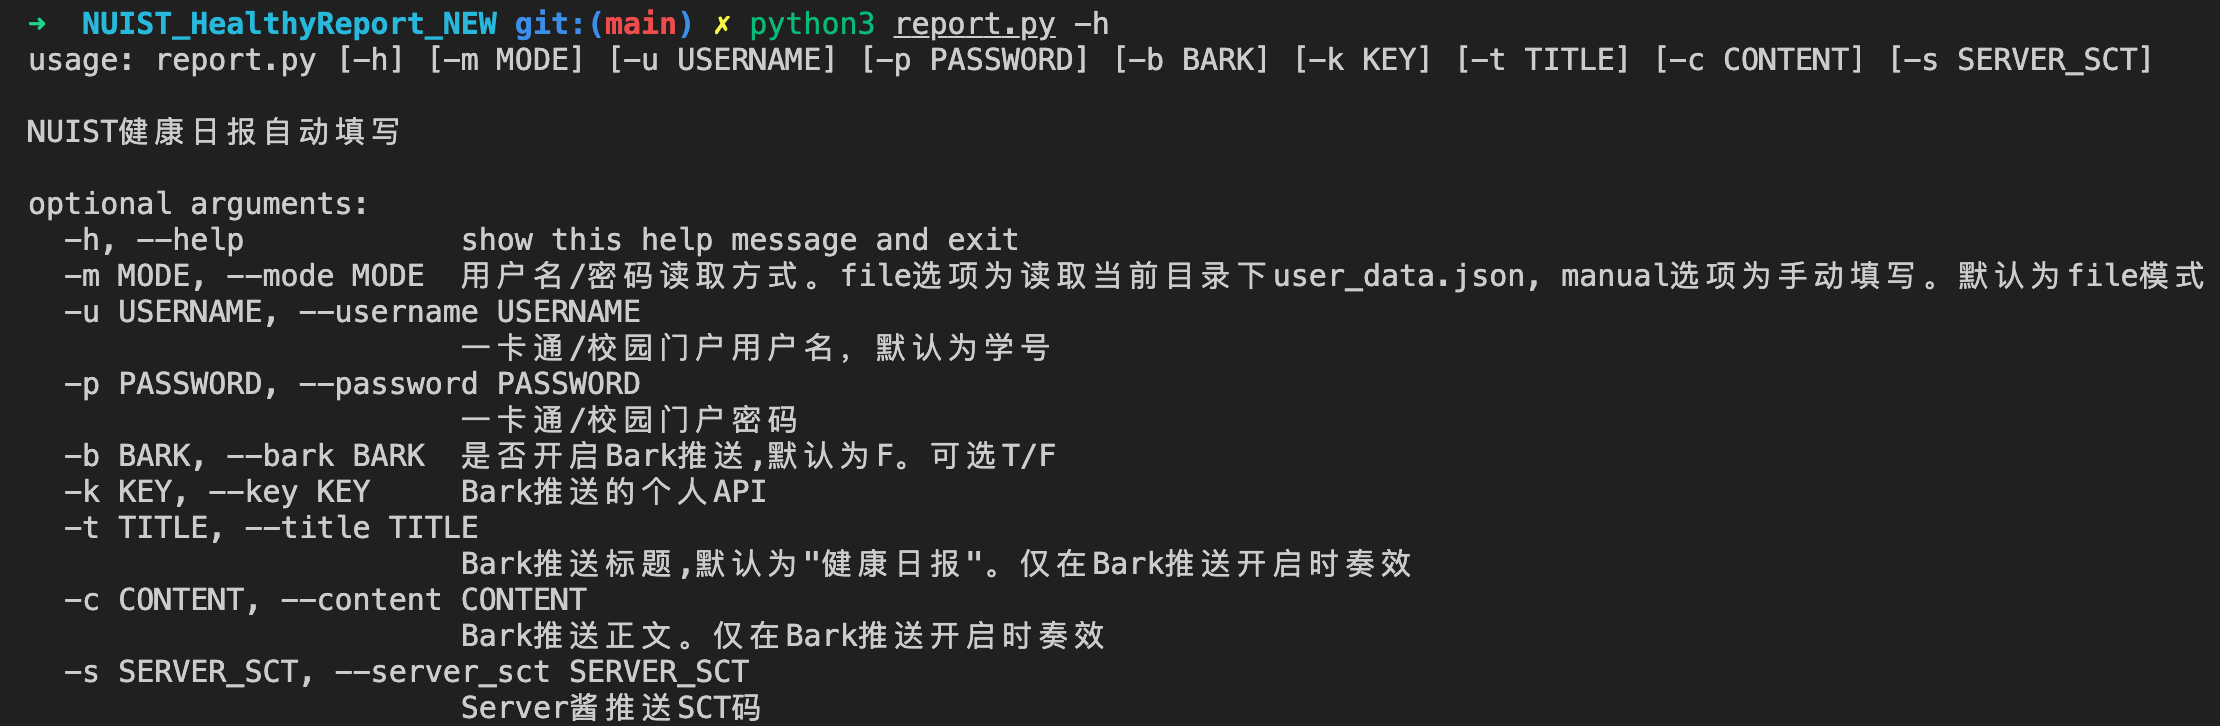 ➜  NUIST_HealthyReport_NEW git:(main) ✗ python3 report.py -h
usage: report.py [-h] [-m MODE] [-u USERNAME] [-p PASSWORD] [-b BARK] [-k KEY] [-t TITLE] [-c CONTENT] [-s SERVER_SCT]
NUIST健康日报自动填写
optional arguments:
-h, --help show this help message and exit
-m MODE, --mode MODE 用户名/密码读取方式。file选项为读取当前目录下user_data.json, manual选项为手动填写。默认为file模式
-u USERNAME, --username USERNAME
一卡通/校园门户用户名，默认为学号
-p PASSWORD, --password PASSWORD
一卡通/校园门户密码
-b BARK, --bark BARK 是否开启Bark推送,默认为F。可选T/F
-k KEY, --key KEY Bark推送的个人API
-t TITLE, --title TITLE
Bark推送标题,默认为"健康日报"。仅在Bark推送开启时奏效
-c CONTENT, --content CONTENT
Bark推送正文。仅在Bark推送开启时奏效
-s SERVER_SCT, --server_sct SERVER_SCT
Server酱推送SCT码